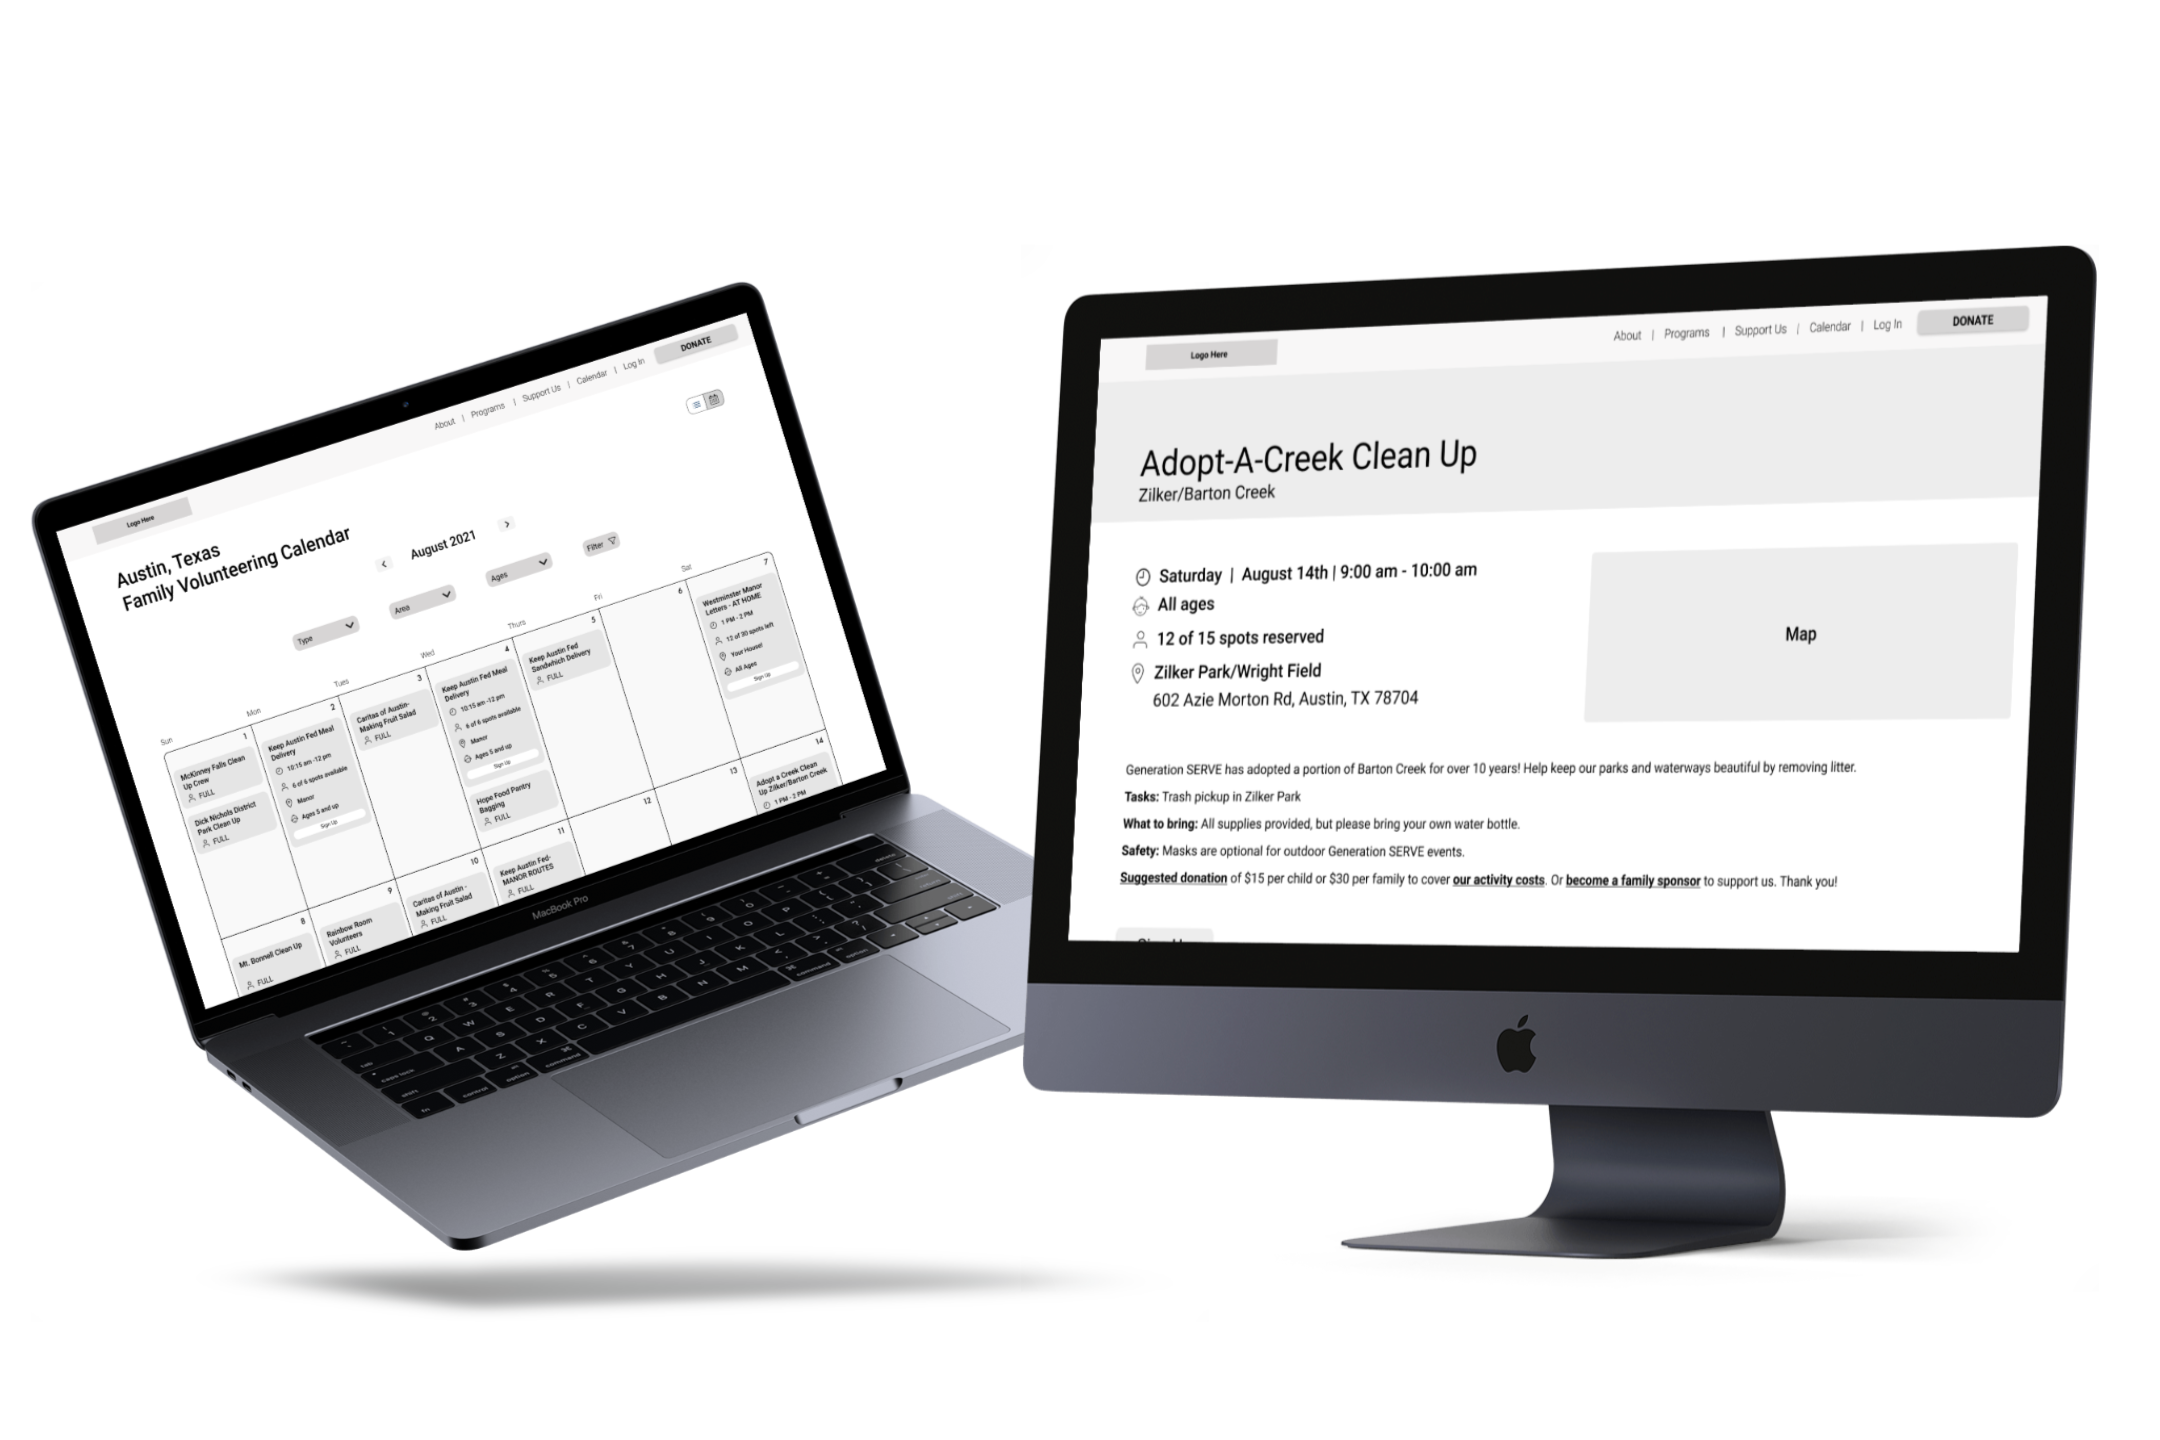 Logo Here
About | Programs | Support Us | Calendar | Log In
DONATE
Austin, Texas
Family Volunteering Calendar
August 2021
Type
Area
Ages
Filter
Sun
Mon
Tues
Wed
Thurs
Fri
Sat
1
McKinney Falls Clean
Up Crew
FULL
Dick Nichols District
Park Clean Up
FULL
2
Keep Austin Fed Meal
Delivery
10:15 am -12 pm
6 of 6 spots available
Manor
Ages 5 and up
Sign Up
3
Caritas of Austin-
Making Fruit Salad
FULL
4
Keep Austin Fed Meal
Delivery
10:15 am -12 pm
6 of 6 spots available
Manor
Ages 5 and up
Sign Up
Hope Food Pantry
Bagging
FULL
5
Keep Austin Fed
Sandwhich Delivery
FULL
6
7
Westminster Manor
Letters - AT HOME
1 PM - 2 PM
12 of 30 spots left
Your House!
All Ages
Sign Up
8
Mt. Bonnell Clean Up
FULL
9
Rainbow Room
Volunteers
FULL
10
Caritas of Austin -
Making Fruit Salad
FULL
11
Keep Austin Fed-
MANOR ROUTES
FULL
12
13
14
Adopt a Creek Clean
Up Zilker/Barton Creek
1 PM - 2 PM
MacBook Pro
Logo Here
About | Programs | Support Us | Calendar | Log In
DONATE
Adopt-A-Creek Clean Up
Zilker/Barton Creek
Saturday | August 14th | 9:00 am - 10:00 am
All ages
12 of 15 spots reserved
Zilker Park/Wright Field
602 Azie Morton Rd, Austin, TX 78704
Map
Generation SERVE has adopted a portion of Barton Creek for over 10 years! Help keep our parks and waterways beautiful by removing litter.
Tasks: Trash pickup in Zilker Park
What to bring: All supplies provided, but please bring your own water bottle.
Safety: Masks are optional for outdoor Generation SERVE events.
Suggested donation of $15 per child or $30 per family to cover our activity costs. Or become a family sponsor to support us. Thank you!